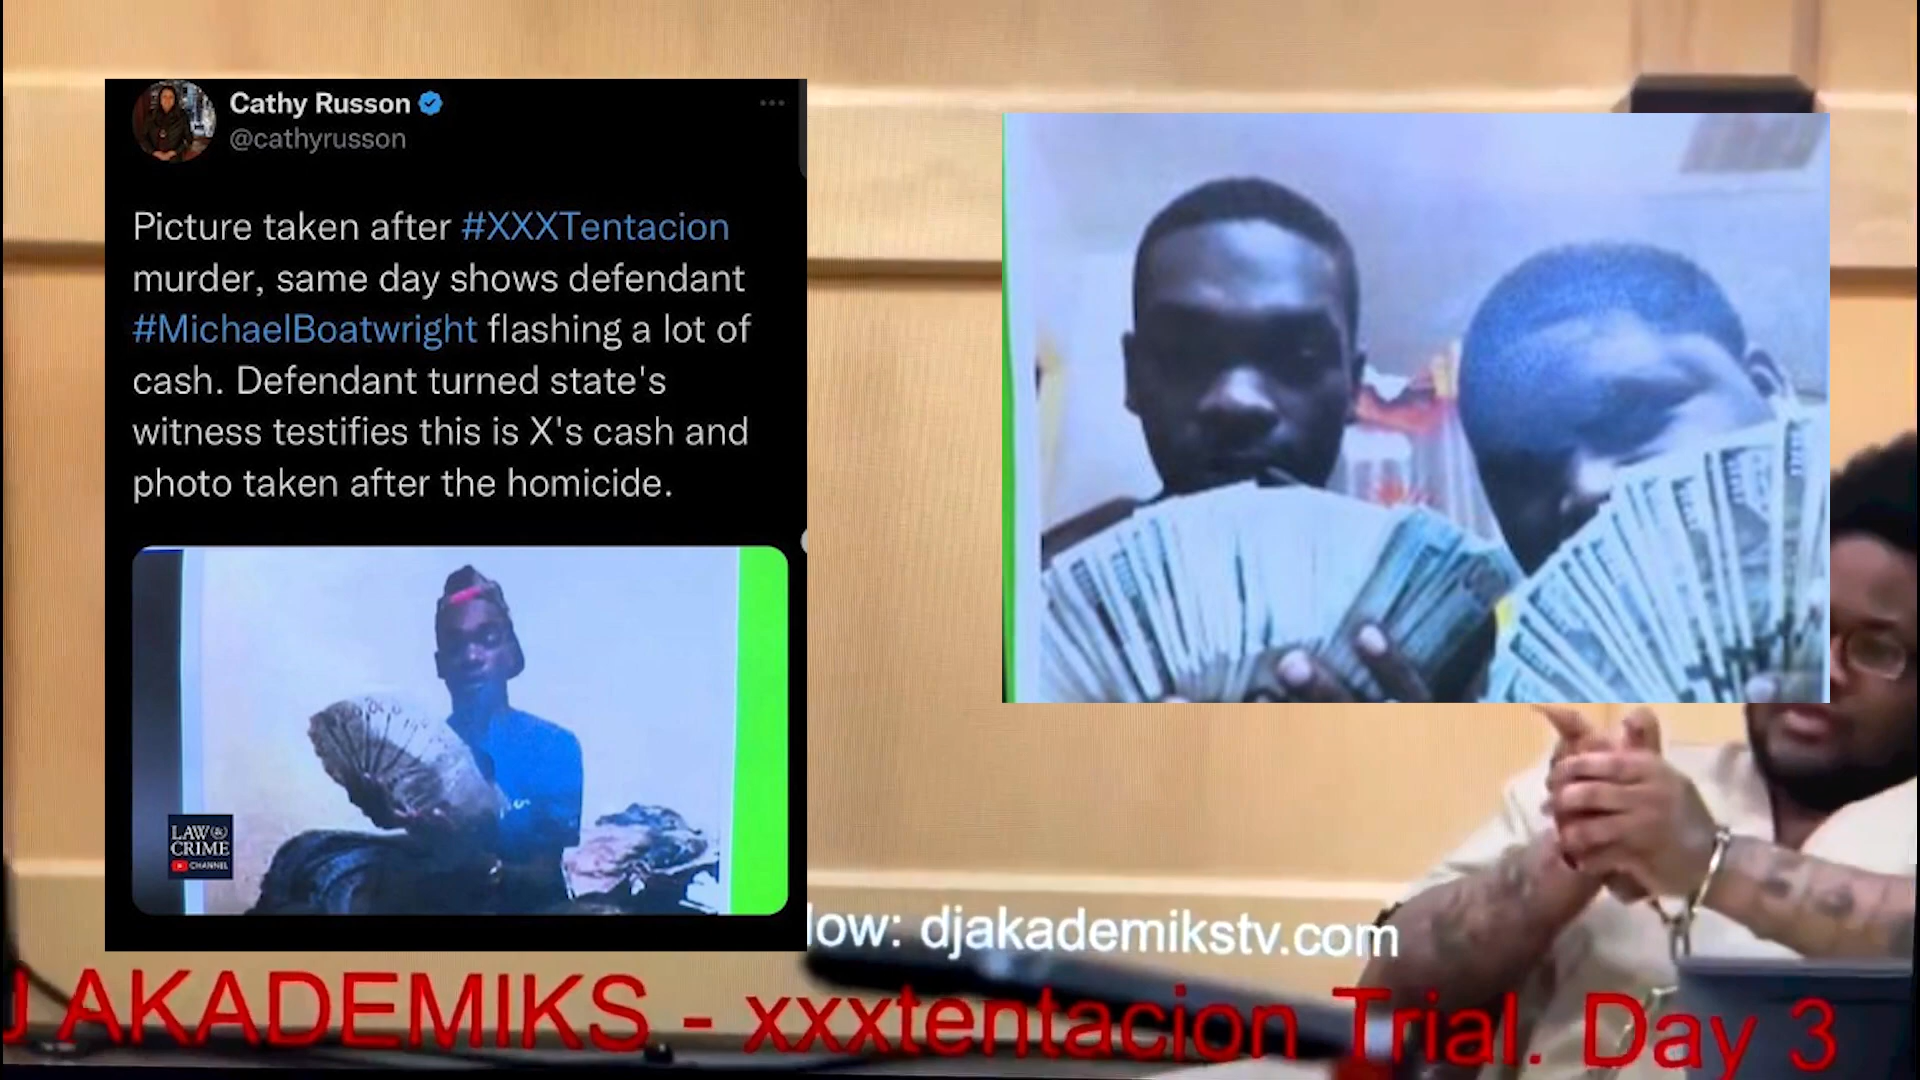 Cathy Russon
@cathyrusson
Picture taken after #XXXTentacion
murder, same day shows defendant
#MichaelBoatwright flashing a lot of
cash. Defendant turned state's
witness testifies this is X's cash and
photo taken after the homicide.
LAW &
CRIME
CHANNEL
low: djakademikstv.com
J AKADEMIKS - xxxtentacion Trial. Day 3